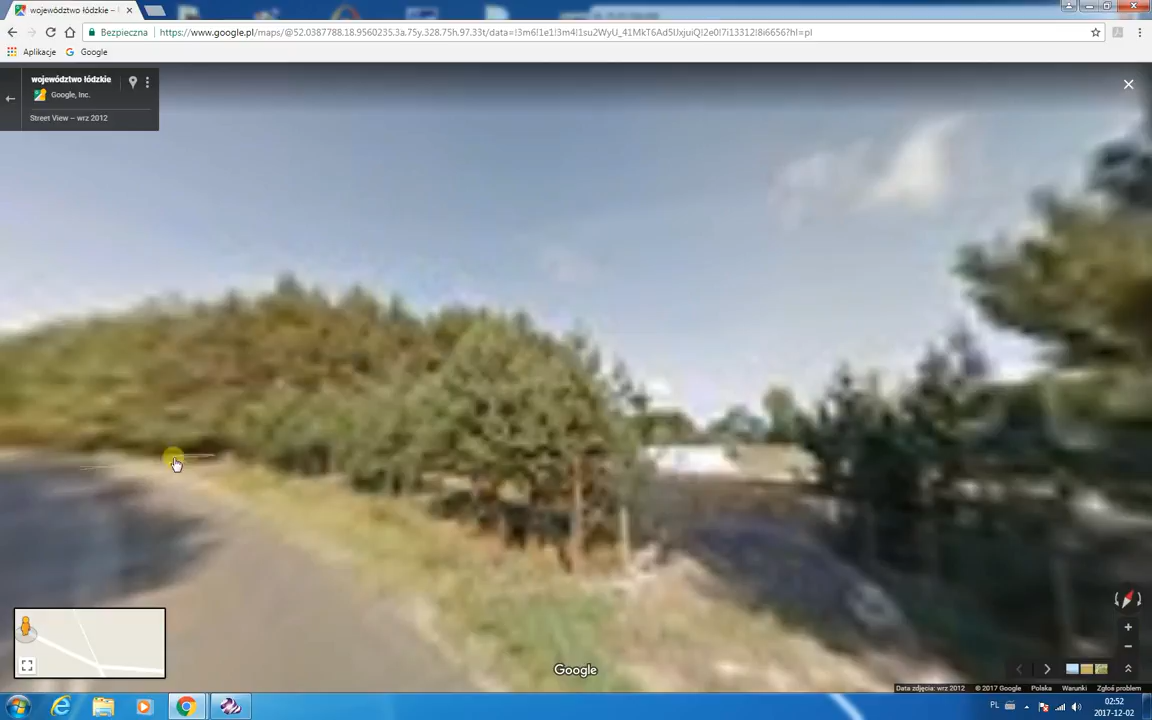 województwo łódzkie –
Bezpieczna
https://www.google.pl/maps/@52.0387788,18.9560235,3a,75y,328.75h,97.33t/data=!3m6!1e1!3m4!1su2WyU_41MkT6Ad5IJxjuiQ!2e0!7i13312!8i6656?hl=pl
Aplikacje
Google
województwo łódzkie
Google, Inc.
Street View – wrz 2012
Google
Data zdjęcia: wrz 2012
© 2017 Google
Polska
Warunki
Zgłoś problem
PL
02:52
2017-12-02